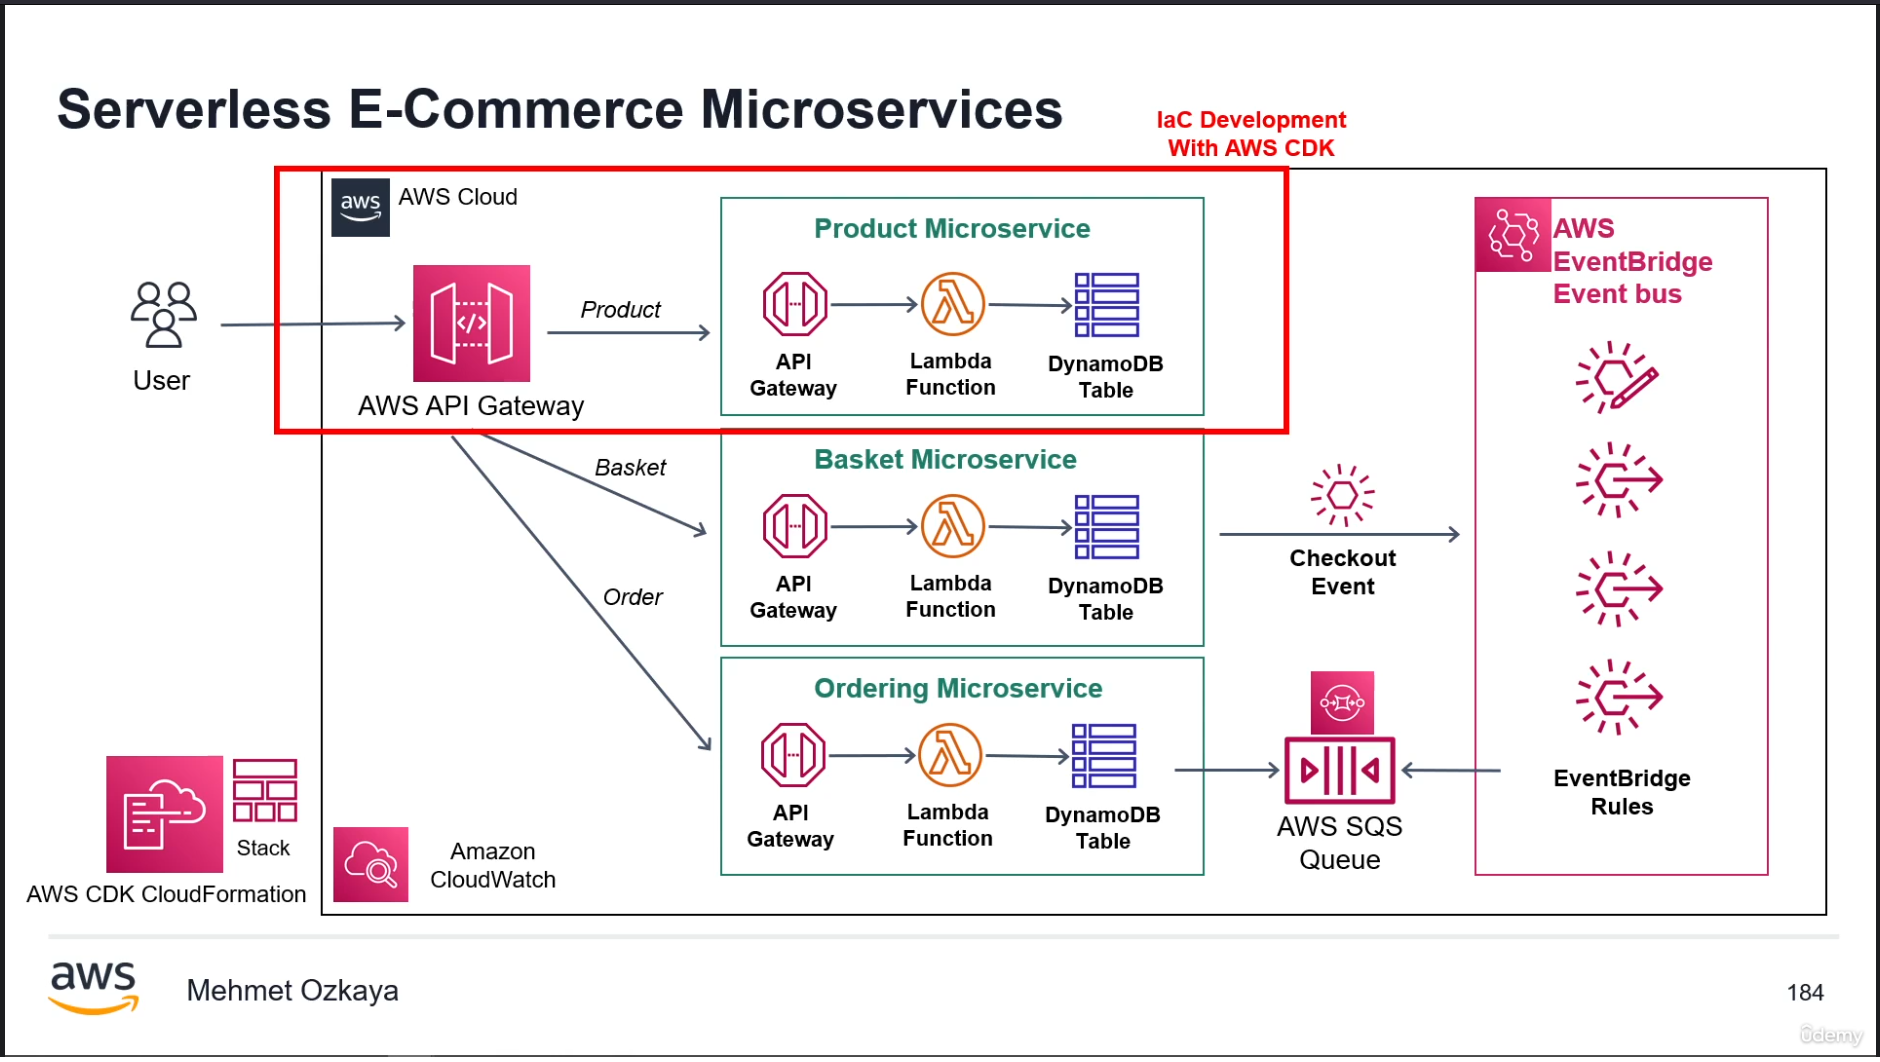 Serverless E-Commerce Microservices
IaC Development
With AWS CDK
aws
AWS Cloud
Product Microservice
AWS
EventBridge
Event bus
Product
User
API
Gateway
Lambda
Function
DynamoDB
Table
AWS API Gateway
Basket Microservice
Basket
API
Gateway
Lambda
Function
DynamoDB
Table
Checkout
Event
Order
Ordering Microservice
API
Gateway
Lambda
Function
DynamoDB
Table
AWS SQS
Queue
EventBridge
Rules
Stack
AWS CDK CloudFormation
Amazon
CloudWatch
aws
Mehmet Ozkaya
184
ûdemy